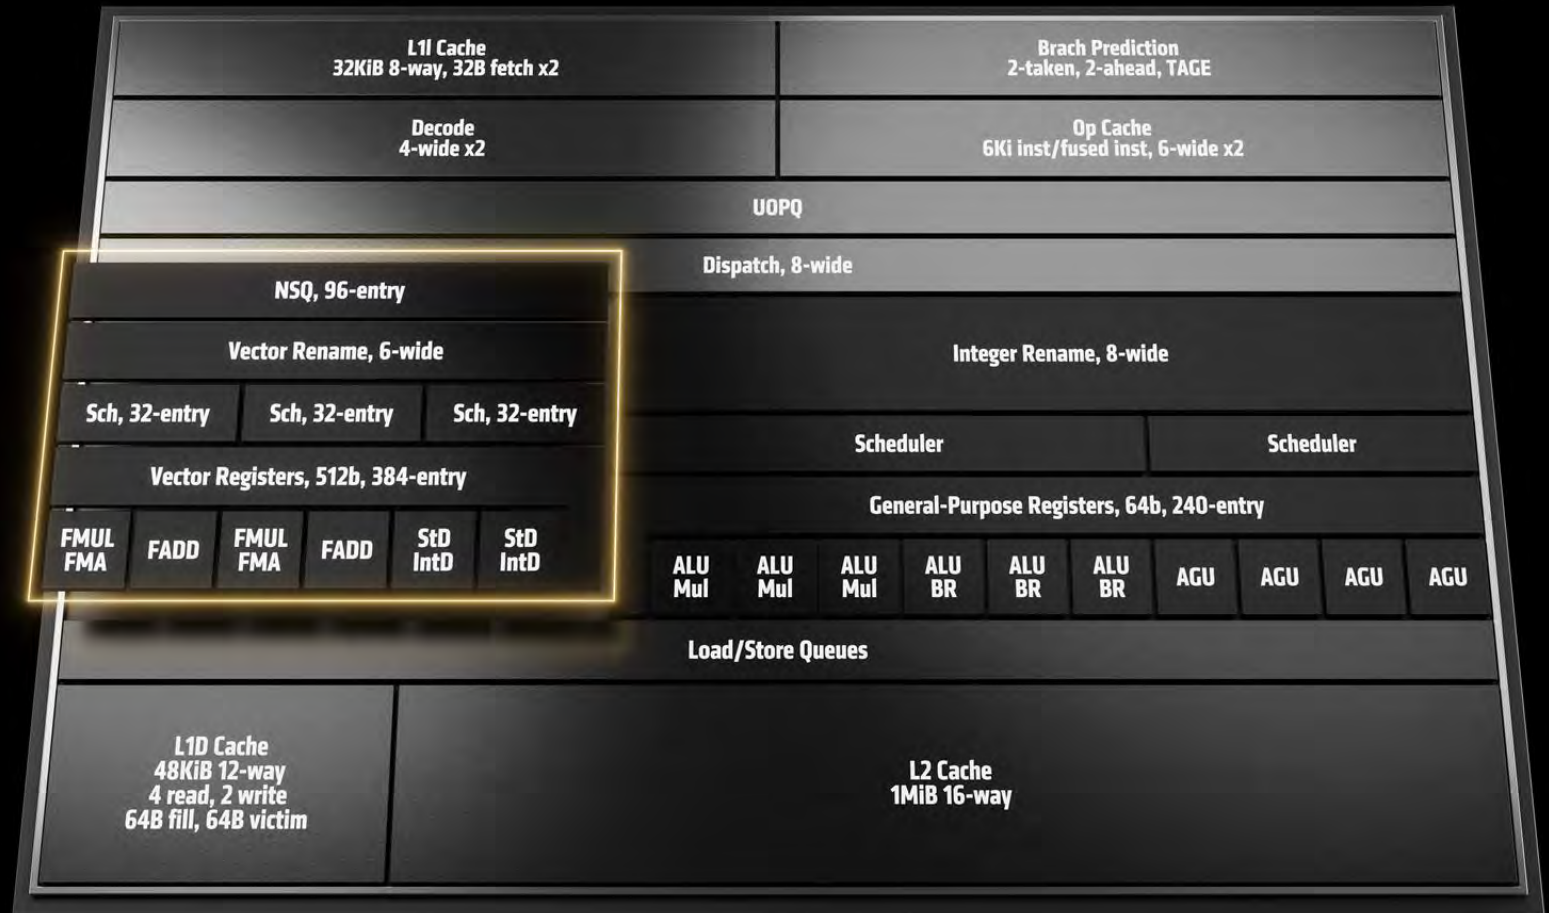 L1I Cache
32KiB 8-way, 32B fetch x2
Brach Prediction
2-taken, 2-ahead, TAGE
Decode
4-wide x2
Op Cache
6Ki inst/fused inst, 6-wide x2
UOPQ
Dispatch, 8-wide
NSQ, 96-entry
Vector Rename, 6-wide
Integer Rename, 8-wide
Sch, 32-entry
Sch, 32-entry
Sch, 32-entry
Scheduler
Scheduler
Vector Registers, 512b, 384-entry
General-Purpose Registers, 64b, 240-entry
FMUL
FMA
FADD
FMUL
FMA
FADD
StD
IntD
StD
IntD
ALU
Mul
ALU
Mul
ALU
Mul
ALU
BR
ALU
BR
ALU
BR
AGU
AGU
AGU
AGU
Load/Store Queues
L1D Cache
48KiB 12-way
4 read, 2 write
64B fill, 64B victim
L2 Cache
1MiB 16-way